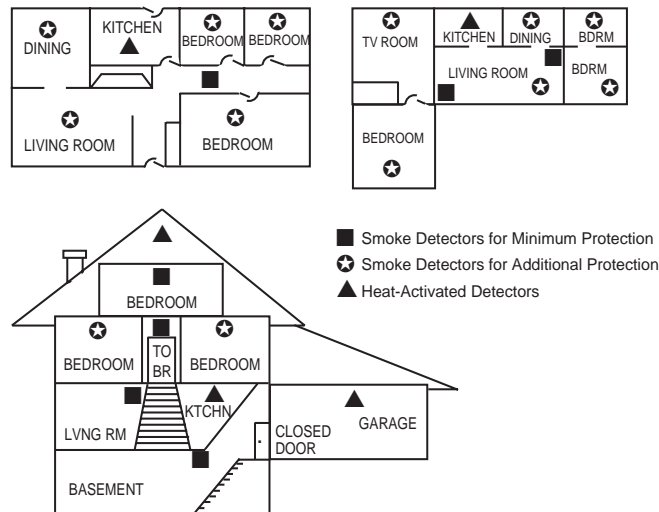 DINING
KITCHEN
BEDROOM
BEDROOM
LIVING ROOM
BEDROOM
TV ROOM
KITCHEN
DINING
BDRM
LIVING ROOM
BDRM
BEDROOM
Smoke Detectors for Minimum Protection
Smoke Detectors for Additional Protection
Heat-Activated Detectors
BEDROOM
BEDROOM
TO
BR
BEDROOM
LVNG RM
KTCHN
CLOSED
DOOR
GARAGE
BASEMENT